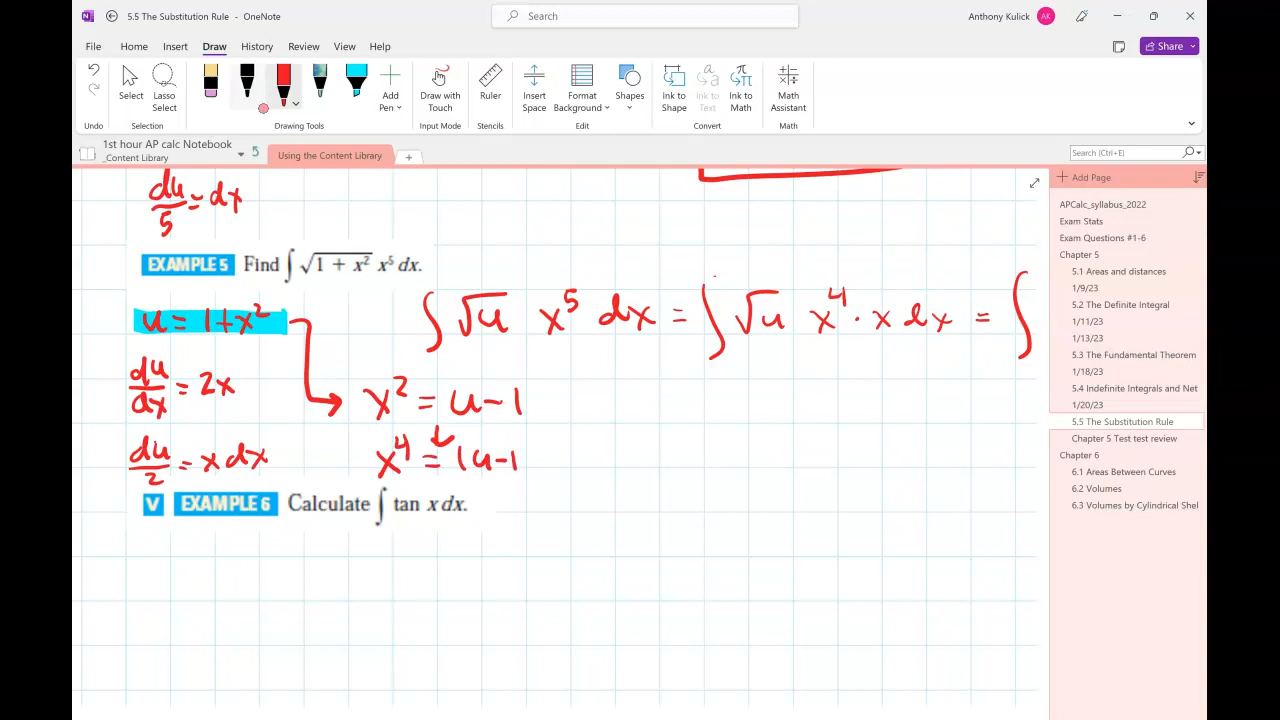 5.5 The Substitution Rule - OneNote
Search
Anthony Kulick
AK
File Home Insert Draw History Review View Help
Share
Undo
Select
Lasso Select
Add Pen
Draw with Touch
Ruler
Insert Space
Format Background
Shapes
Ink to Shape
Ink to Text
Ink to Math
Math Assistant
Undo Selection Drawing Tools Input Mode Stencils Edit Convert Math
1st hour AP calc Notebook
_Content Library
Using the Content Library
Search (Ctrl+E)
Add Page
APCalc_syllabus_2022
Exam Stats
Exam Questions #1-6
Chapter 5
5.1 Areas and distances
1/9/23
5.2 The Definite Integral
1/11/23
1/13/23
5.3 The Fundamental Theorem
1/18/23
5.4 Indefinite Integrals and Net
1/20/23
5.5 The Substitution Rule
Chapter 5 Test test review
Chapter 6
6.1 Areas Between Curves
6.2 Volumes
6.3 Volumes by Cylindrical Shel
du/5 = dx
EXAMPLE 5 Find ∫ √(1 + x²) x⁵ dx.
u = 1+x²
∫ √u x⁵ dx = ∫ √u x⁴ · x dx = ∫
du/dx = 2x
x² = u-1
du/2 = x dx
x⁴ = (u-1
V EXAMPLE 6 Calculate ∫ tan x dx.